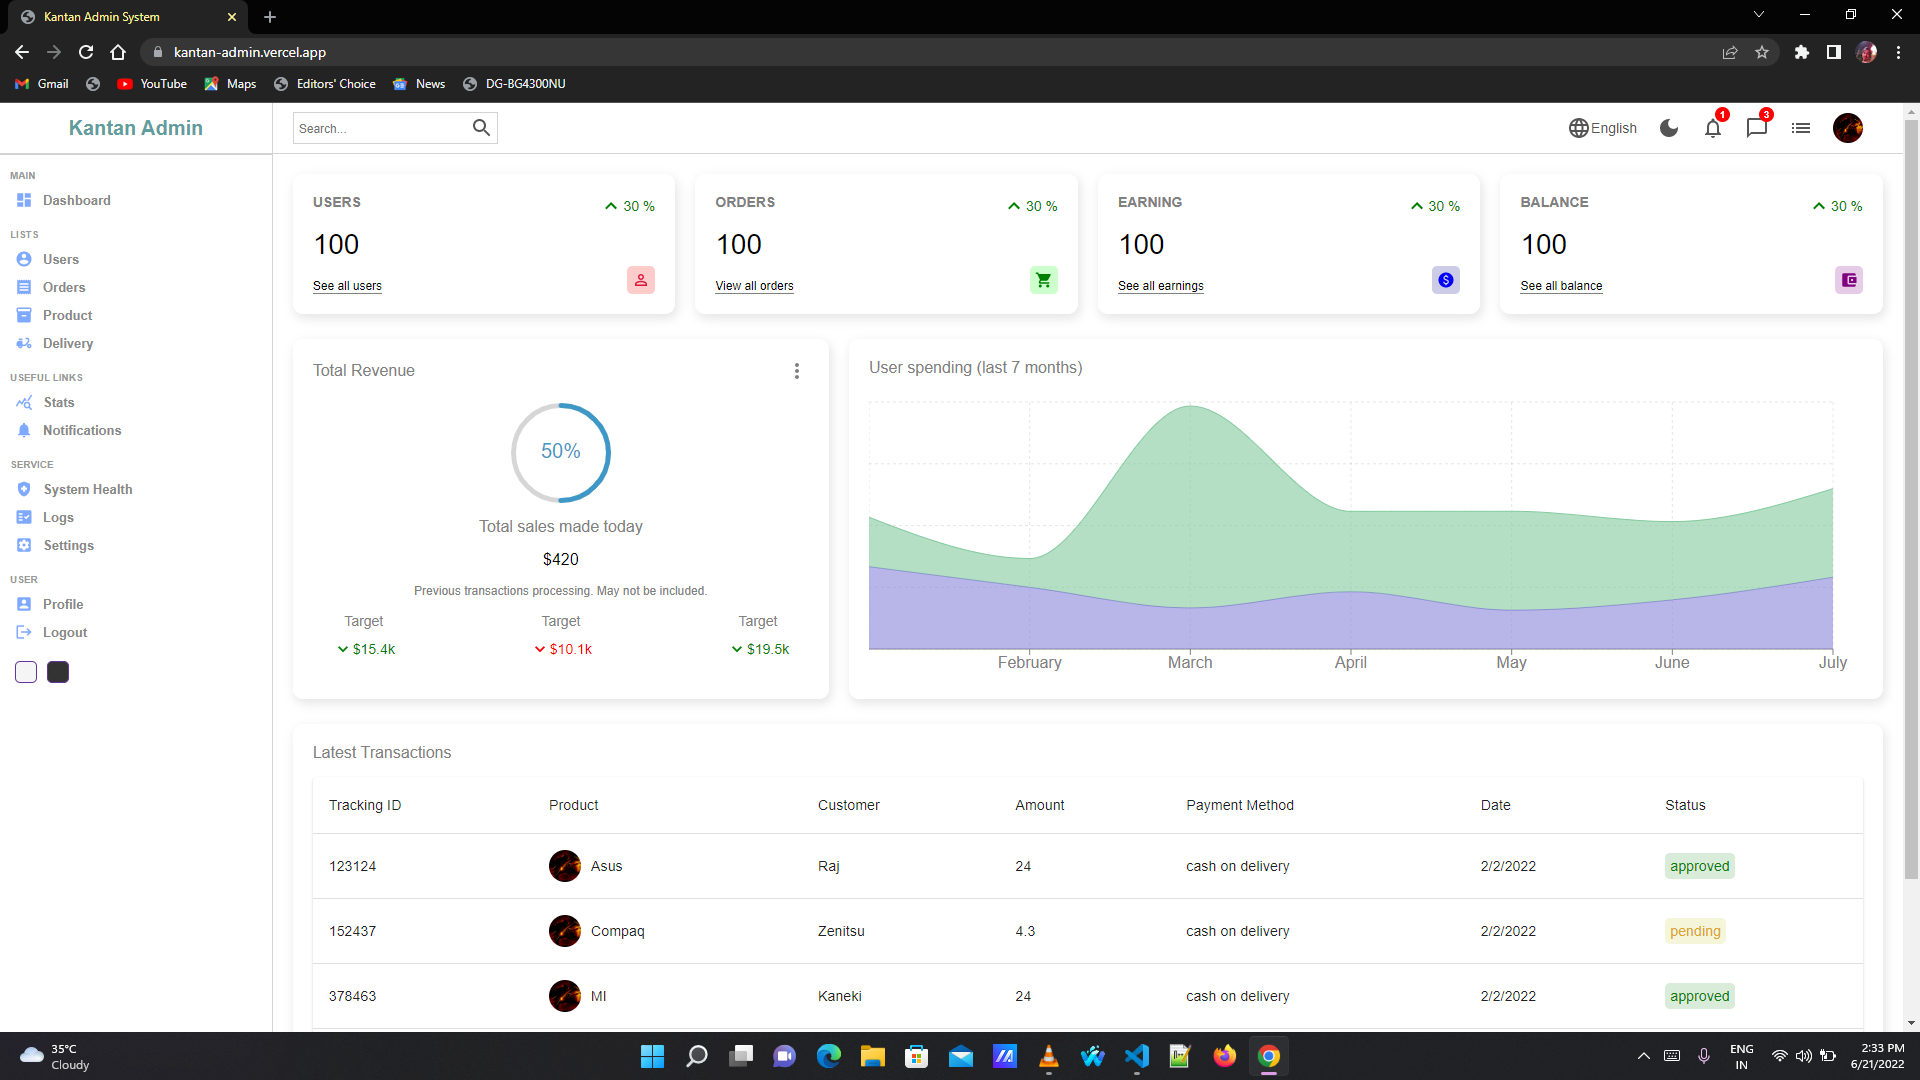 Kantan Admin System
kantan-admin.vercel.app
Gmail YouTube Maps Editors' Choice News DG-BG4300NU
Kantan Admin
Search...
English 1 3
MAIN
Dashboard
LISTS
Users
Orders
Product
Delivery
USEFUL LINKS
Stats
Notifications
SERVICE
System Health
Logs
Settings
USER
Profile
Logout
USERS 30 %
100
See all users
ORDERS 30 %
100
View all orders
EARNING 30 %
100
See all earnings
BALANCE 30 %
100
See all balance
Total Revenue
50%
Total sales made today
$420
Previous transactions processing. May not be included.
Target Target Target
$15.4k $10.1k $19.5k
User spending (last 7 months)
February March April May June July
Latest Transactions
Tracking ID Product Customer Amount Payment Method Date Status
123124 Asus Raj 24 cash on delivery 2/2/2022 approved
152437 Compaq Zenitsu 4.3 cash on delivery 2/2/2022 pending
378463 MI Kaneki 24 cash on delivery 2/2/2022 approved
35°C
Cloudy
ENG
IN
2:33 PM
6/21/2022